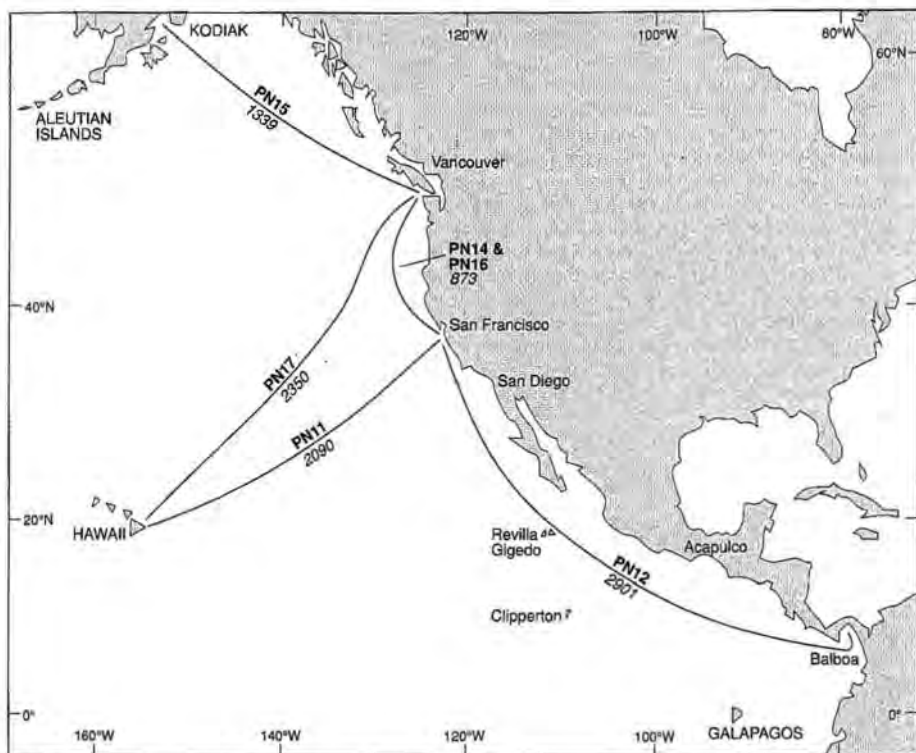 KODIAK
120°W
100°W
80°W
60°N
ALEUTIAN
ISLANDS
PN15
1339
Vancouver
PN14 &
PN16
873
40°N
40°N
San Francisco
San Diego
PN17
2350
PN11
2090
20°N
20°N
HAWAII
Revilla
Gigedo
Acapulco
PN12
2901
Clipperton
Balboa
0°
0°
GALAPAGOS
160°W
140°W
120°W
100°W